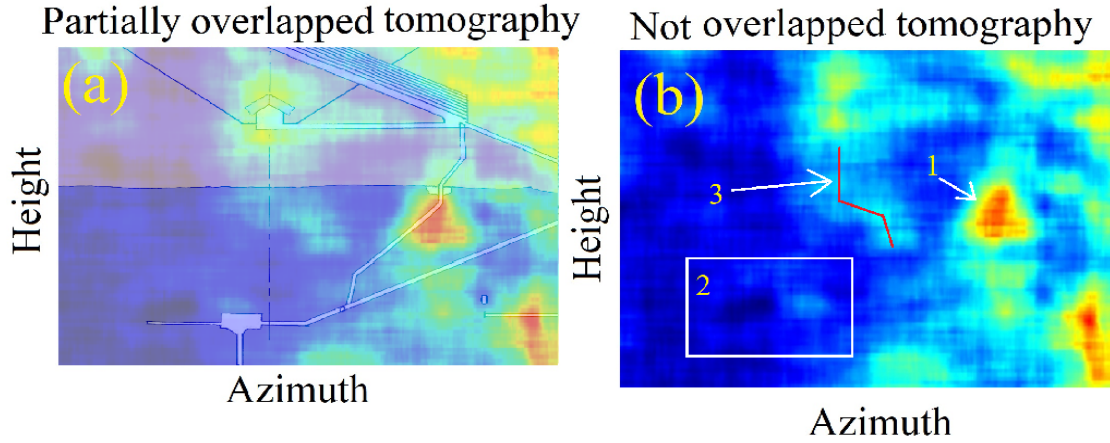 Partially overlapped tomography
Not overlapped tomography
(a)
(b)
Height
Height
3
1
2
Azimuth
Azimuth